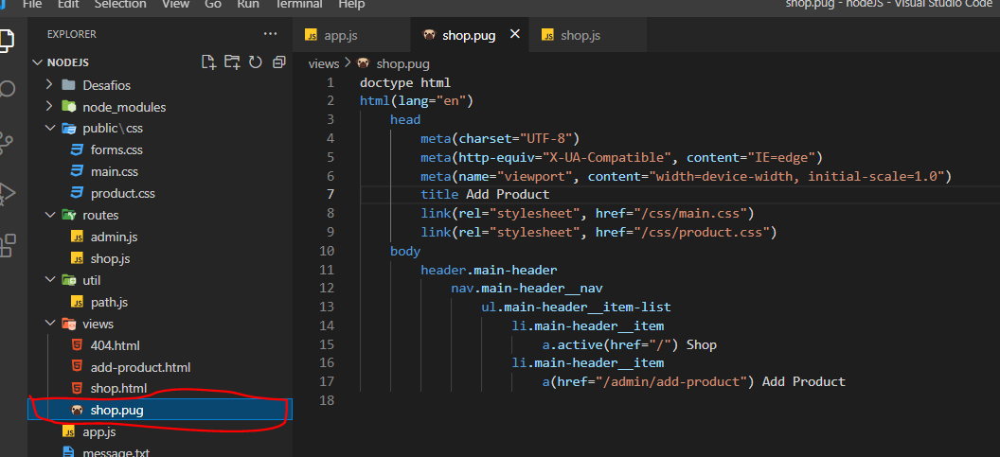 File Edit Selection View Go Run Terminal Help shop.pug - nodeJS - Visual Studio Code
EXPLORER
NODEJS
Desafios
node_modules
public\css
forms.css
main.css
product.css
routes
admin.js
shop.js
util
path.js
views
404.html
add-product.html
shop.html
shop.pug
app.js
message.txt
app.js shop.pug shop.js
views > shop.pug
1 doctype html
2 html(lang="en")
3 head
4 meta(charset="UTF-8")
5 meta(http-equiv="X-UA-Compatible", content="IE=edge")
6 meta(name="viewport", content="width=device-width, initial-scale=1.0")
7 title Add Product
8 link(rel="stylesheet", href="/css/main.css")
9 link(rel="stylesheet", href="/css/product.css")
10 body
11 header.main-header
12 nav.main-header__nav
13 ul.main-header__item-list
14 li.main-header__item
15 a.active(href="/") Shop
16 li.main-header__item
17 a(href="/admin/add-product") Add Product
18